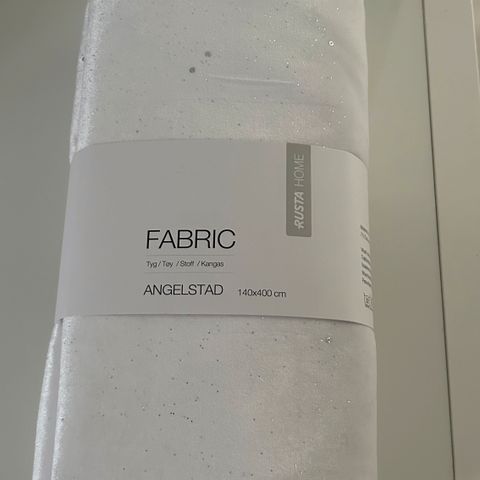 RUSTA HOME
FABRIC
Tyg / Tøy / Stoff / Kangas
ANGELSTAD 140x400 cm